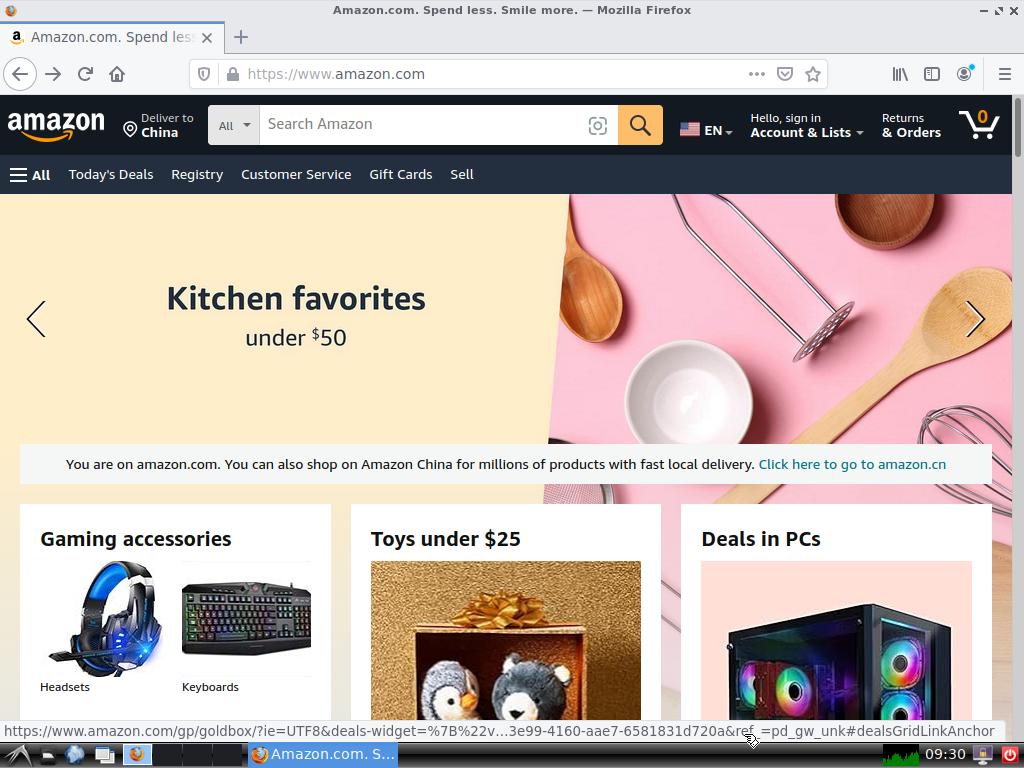 Amazon.com. Spend less. Smile more. — Mozilla Firefox
Amazon.com. Spend les
https://www.amazon.com
amazon
Deliver to
China
All
Search Amazon
EN
Hello, sign in
Account & Lists
Returns
& Orders
0
All
Today's Deals
Registry
Customer Service
Gift Cards
Sell
Kitchen favorites
under $50
You are on amazon.com. You can also shop on Amazon China for millions of products with fast local delivery. Click here to go to amazon.cn
Gaming accessories
Toys under $25
Deals in PCs
Headsets
Keyboards
https://www.amazon.com/gp/goldbox/?ie=UTF8&deals-widget=%7B%22v...3e99-4160-aae7-6581831d720a&ref_=pd_gw_unk#dealsGridLinkAnchor
Amazon.com. S...
09:30